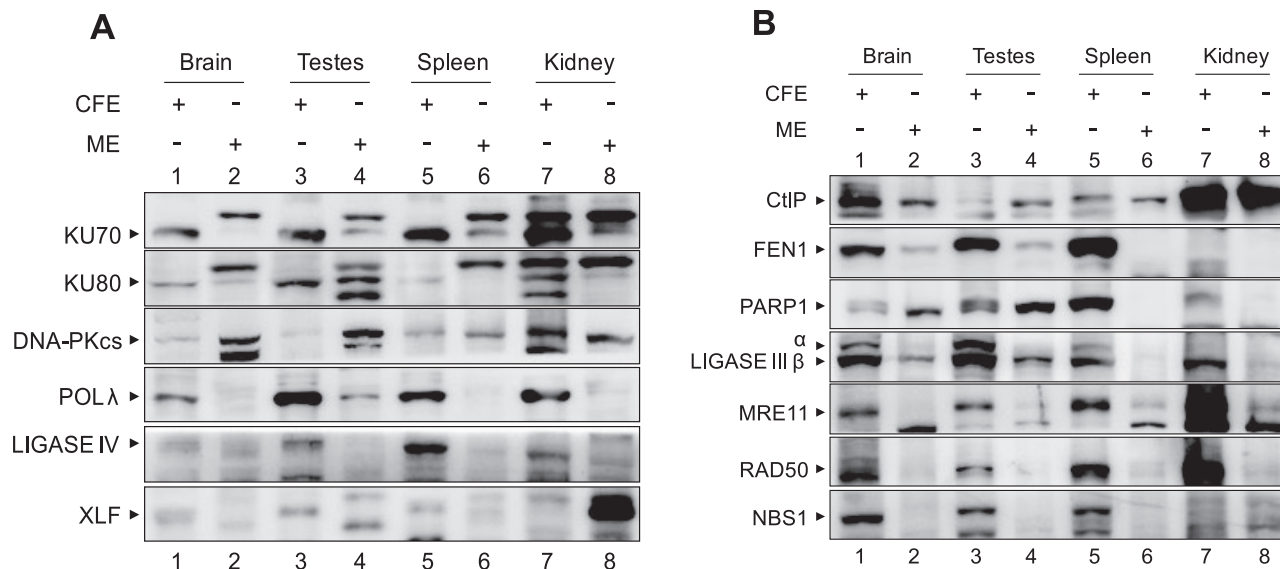 A
Brain Testes Spleen Kidney
CFE + - + - + - + -
ME - + - + - + - +
1 2 3 4 5 6 7 8
KU70
KU80
DNA-PKcs
POL λ
LIGASE IV
XLF
1 2 3 4 5 6 7 8
B
Brain Testes Spleen Kidney
CFE + - + - + - + -
ME - + - + - + - +
1 2 3 4 5 6 7 8
CtIP
FEN1
PARP1
α
LIGASE III β
MRE11
RAD50
NBS1
1 2 3 4 5 6 7 8